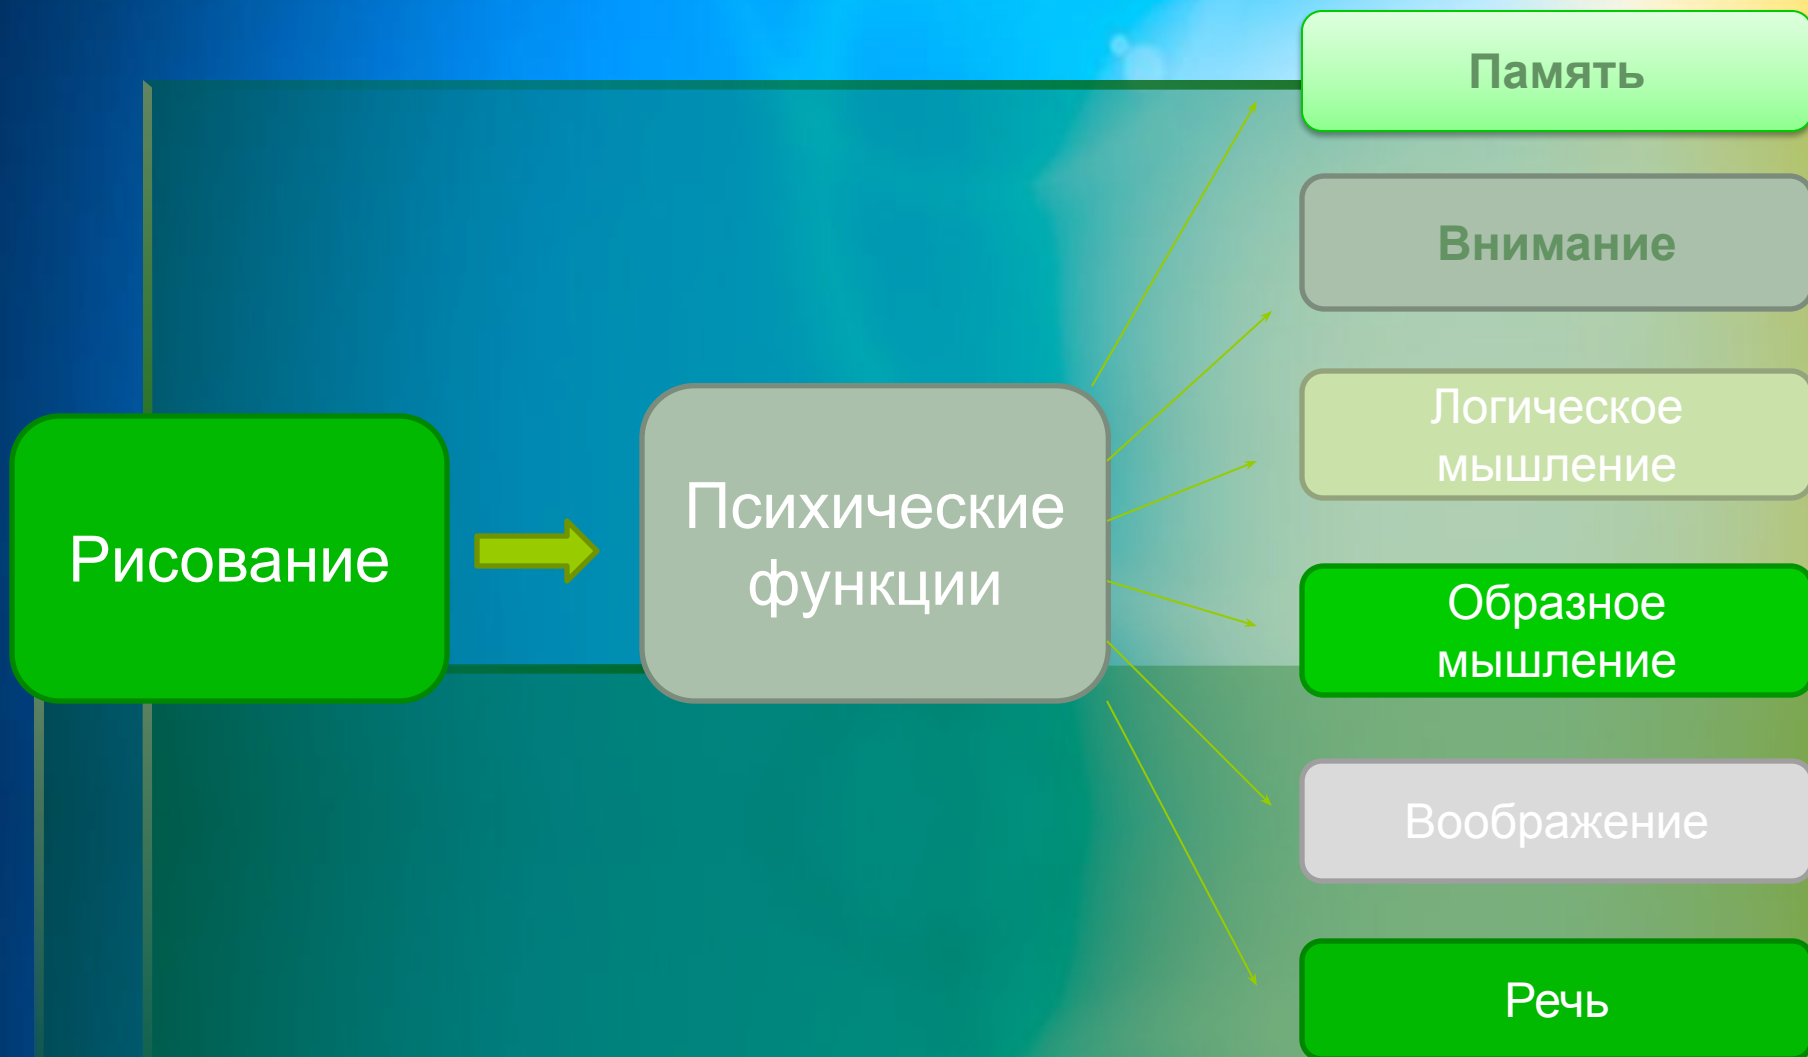 Рисование
Психические
функции
Память
Внимание
Логическое
мышление
Образное
мышление
Воображение
Речь